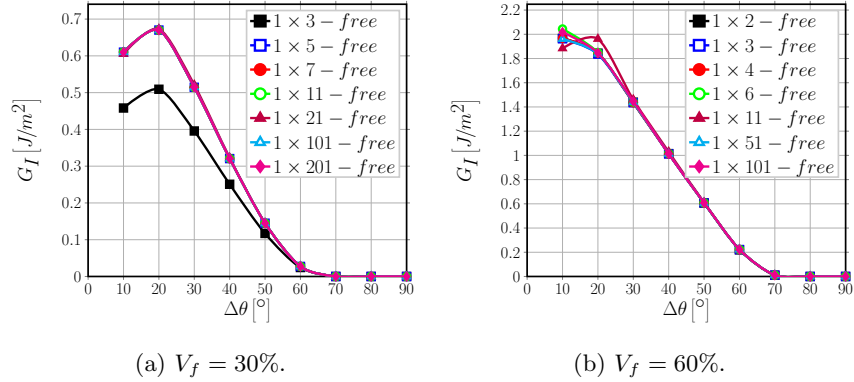 0.7
0.6
0.5
0.4
0.3
0.2
0.1
0
G_I [J/m^2]
1 × 3 − free
1 × 5 − free
1 × 7 − free
1 × 11 − free
1 × 21 − free
1 × 101 − free
1 × 201 − free
0 10 20 30 40 50 60 70 80 90
Δθ [°]
(a) V_f = 30%.
2.2
2
1.8
1.6
1.4
1.2
1
0.8
0.6
0.4
0.2
0
G_I [J/m^2]
1 × 2 − free
1 × 3 − free
1 × 4 − free
1 × 6 − free
1 × 11 − free
1 × 51 − free
1 × 101 − free
0 10 20 30 40 50 60 70 80 90
Δθ [°]
(b) V_f = 60%.